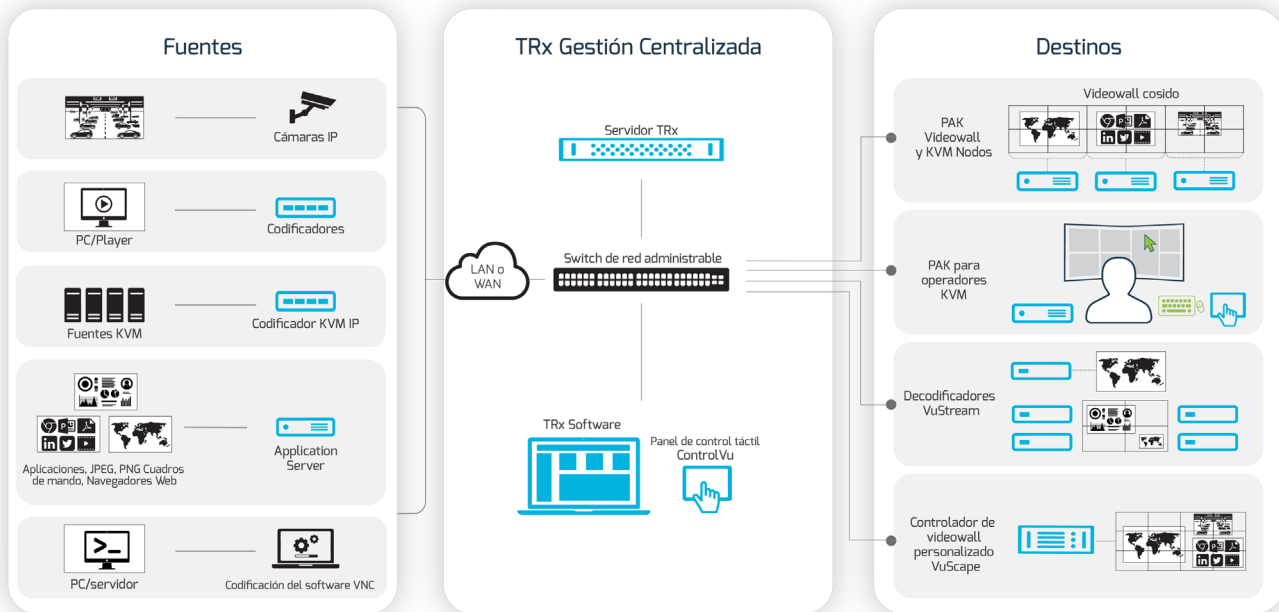 Fuentes
Cámaras IP
PC/Player
Codificadores
Fuentes KVM
Codificador KVM IP
Aplicaciones, JPEG, PNG Cuadros
de mando, Navegadores Web
Application
Server
PC/servidor
Codificación del software VNC
TRx Gestión Centralizada
Servidor TRx
LAN o
WAN
Switch de red administrable
TRx Software
Panel de control táctil
ControlVu
Destinos
PAK
Videowall
y KVM Nodos
Videowall cosido
PAK para
operadores
KVM
Decodificadores
VuStream
Controlador de
videowall
personalizado
VuScape